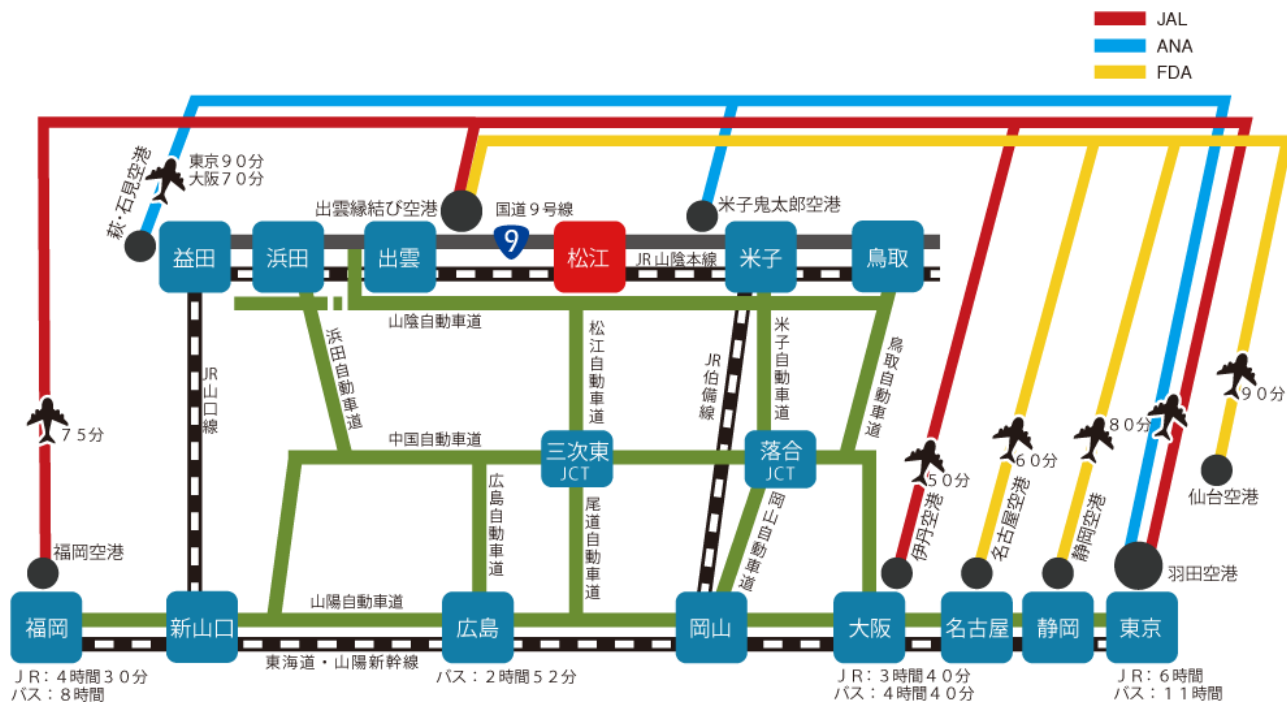 JAL
ANA
FDA
萩・石見空港
東京９０分
大阪７０分
出雲縁結び空港
国道９号線
9
米子鬼太郎空港
益田
浜田
出雲
松江
JR山陰本線
米子
鳥取
山陰自動車道
浜田自動車道
松江自動車道
JR伯備線
米子自動車道
鳥取自動車道
JR山口線
７５分
中国自動車道
三次東
JCT
落合
JCT
広島自動車道
尾道自動車道
岡山自動車道
５０分
６０分
８０分
９０分
伊丹空港
名古屋空港
静岡空港
仙台空港
福岡空港
羽田空港
山陽自動車道
福岡
新山口
広島
岡山
大阪
名古屋
静岡
東京
東海道・山陽新幹線
ＪＲ：４時間３０分
バス：８時間
バス：２時間５２分
ＪＲ：３時間４０分
バス：４時間４０分
ＪＲ：６時間
バス：１１時間